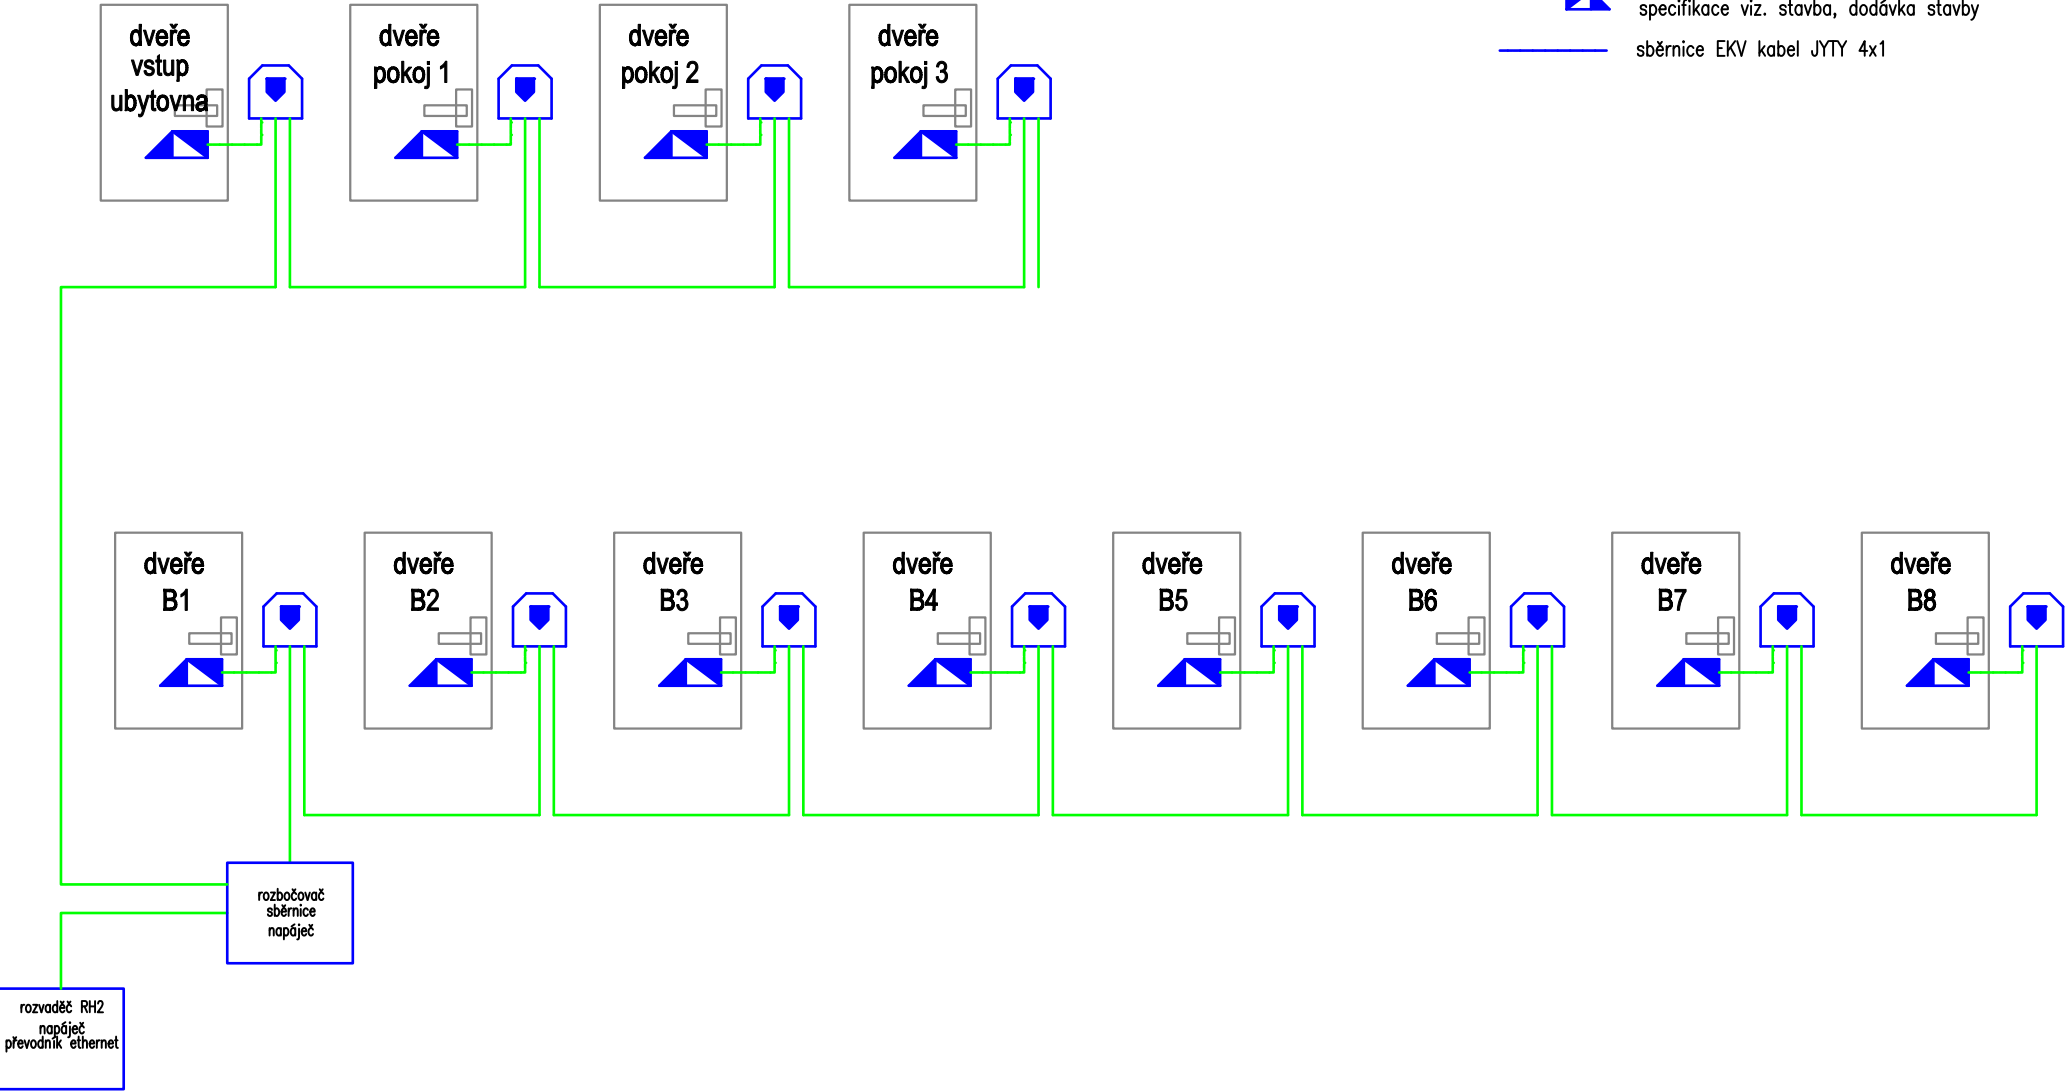 specifikace viz. stavba, dodávka stavby
sběrnice EKV kabel JYTY 4x1
dveře
vstup
ubytovna
dveře
pokoj 1
dveře
pokoj 2
dveře
pokoj 3
dveře
B1
dveře
B2
dveře
B3
dveře
B4
dveře
B5
dveře
B6
dveře
B7
dveře
B8
rozbočovač
sběrnice
napáječ
rozvaděč RH2
napáječ
převodník ethernet